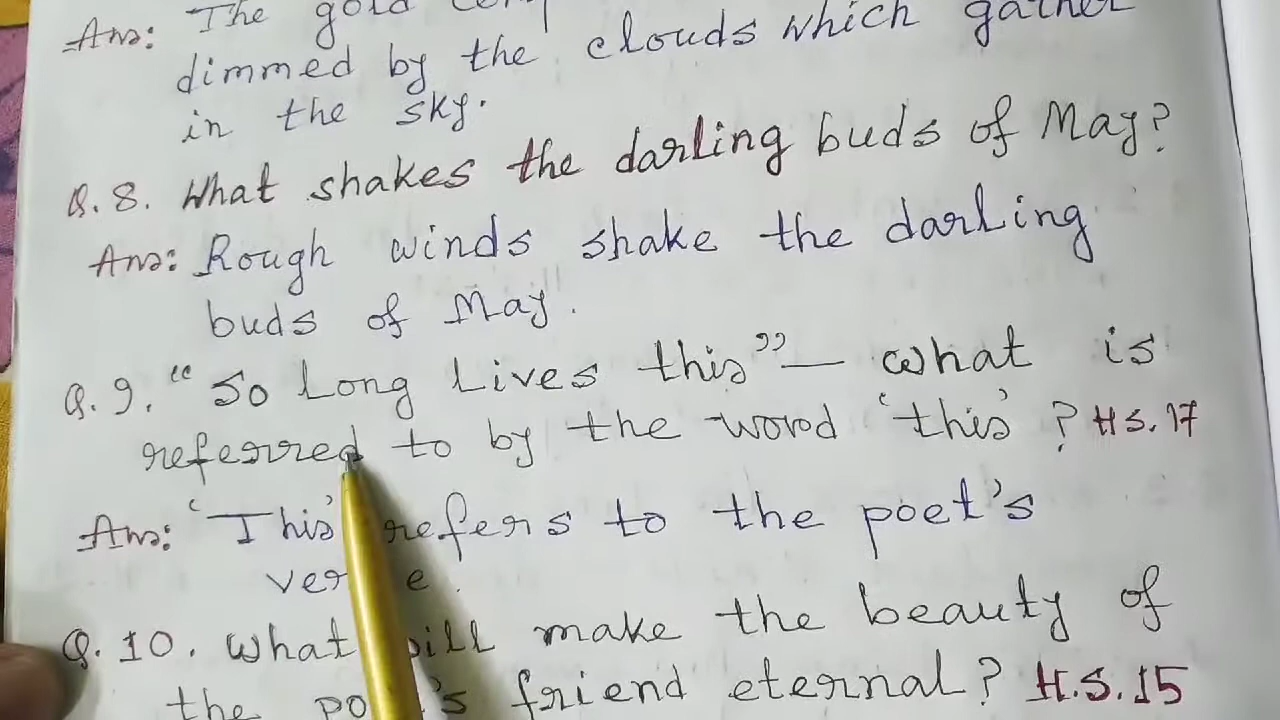 Ans: The gold
dimmed by the clouds which gather
in the sky.
Q.8. What shakes the darling buds of May?
Ans: Rough winds shake the darling
buds of May.
Q.9. "So Long Lives this" — what is
referred to by the word 'this'? H.S.17
Ans: 'This' refers to the poet's
Q.10. What will make the beauty of
the friend eternal? H.S.15